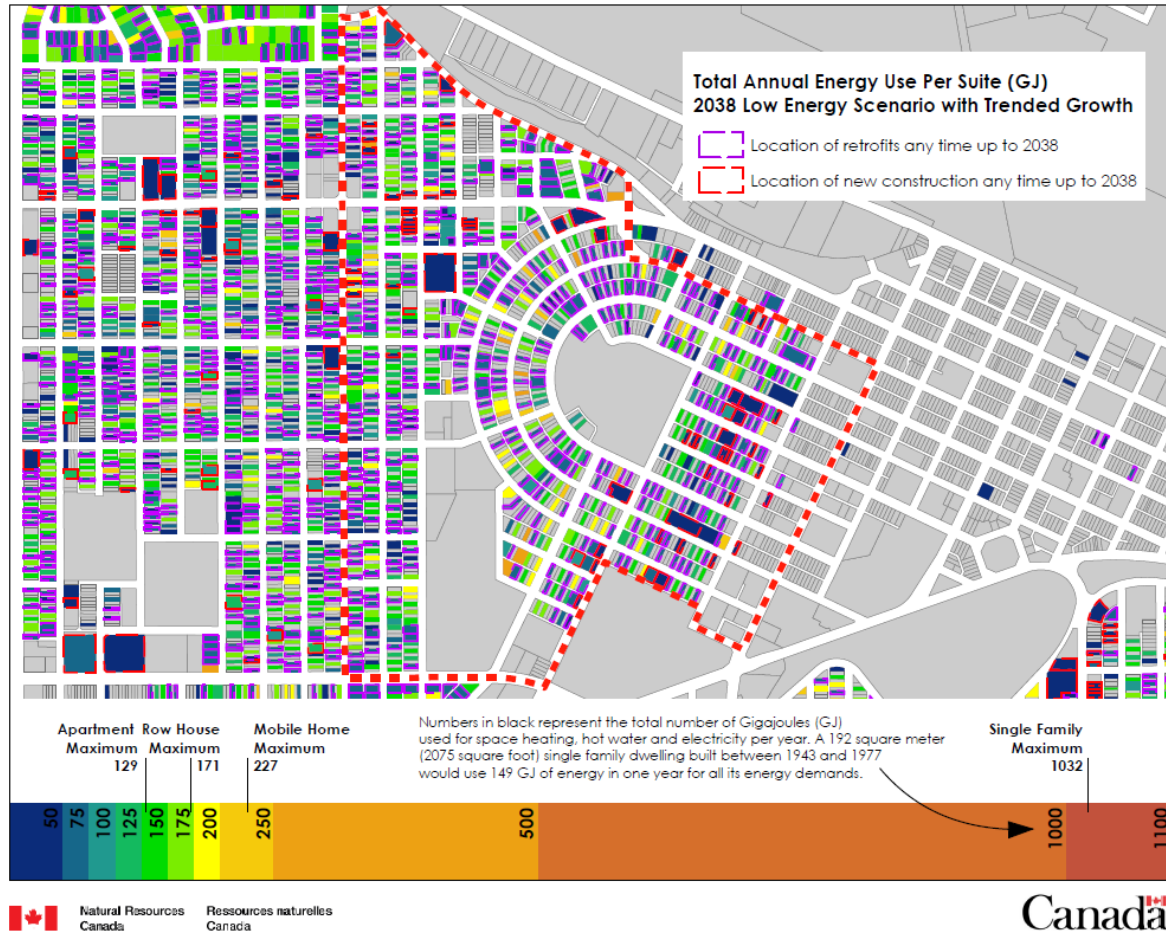 Total Annual Energy Use Per Suite (GJ)
2038 Low Energy Scenario with Trended Growth
Location of retrofits any time up to 2038
Location of new construction any time up to 2038
Apartment
Maximum
129
Row House
Maximum
171
Mobile Home
Maximum
227
Numbers in black represent the total number of Gigajoules (GJ)
used for space heating, hot water and electricity per year. A 192 square meter
(2075 square foot) single family dwelling built between 1943 and 1977
would use 149 GJ of energy in one year for all its energy demands.
Single Family
Maximum
1032
50
75
100
125
150
175
200
250
500
1000
1100
Natural Resources
Canada
Ressources naturelles
Canada
Canada